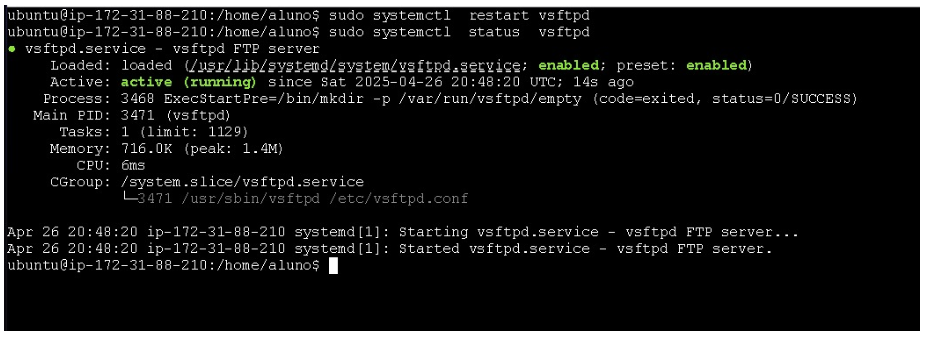 ubuntu@ip-172-31-88-210:/home/aluno$ sudo systemctl  restart vsftpd
ubuntu@ip-172-31-88-210:/home/aluno$ sudo systemctl  status  vsftpd
● vsftpd.service - vsftpd FTP server
     Loaded: loaded (/usr/lib/systemd/system/vsftpd.service; enabled; preset: enabled)
     Active: active (running) since Sat 2025-04-26 20:48:20 UTC; 14s ago
    Process: 3468 ExecStartPre=/bin/mkdir -p /var/run/vsftpd/empty (code=exited, status=0/SUCCESS)
   Main PID: 3471 (vsftpd)
      Tasks: 1 (limit: 1129)
     Memory: 716.0K (peak: 1.4M)
        CPU: 6ms
     CGroup: /system.slice/vsftpd.service
             └─3471 /usr/sbin/vsftpd /etc/vsftpd.conf

Apr 26 20:48:20 ip-172-31-88-210 systemd[1]: Starting vsftpd.service - vsftpd FTP server...
Apr 26 20:48:20 ip-172-31-88-210 systemd[1]: Started vsftpd.service - vsftpd FTP server.
ubuntu@ip-172-31-88-210:/home/aluno$